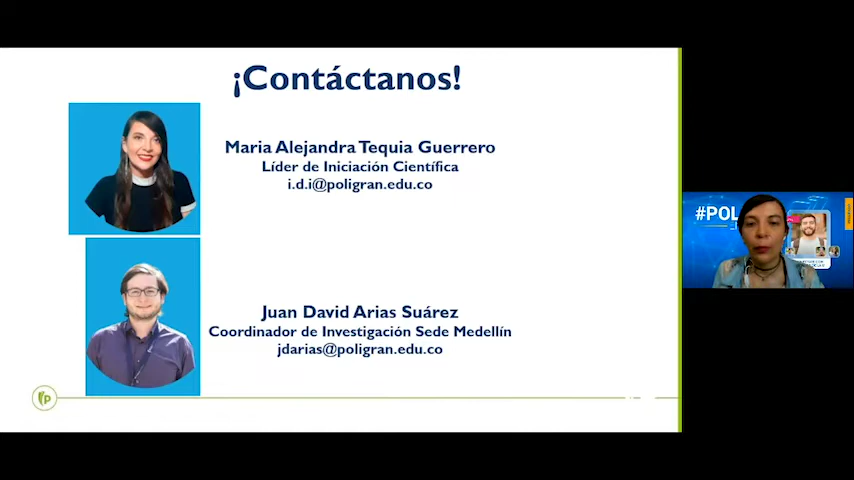 ¡Contáctanos!
Maria Alejandra Tequia Guerrero
Líder de Iniciación Científica
i.d.i@poligran.edu.co
Juan David Arias Suárez
Coordinador de Investigación Sede Medellín
jdarias@poligran.edu.co
P
#POL